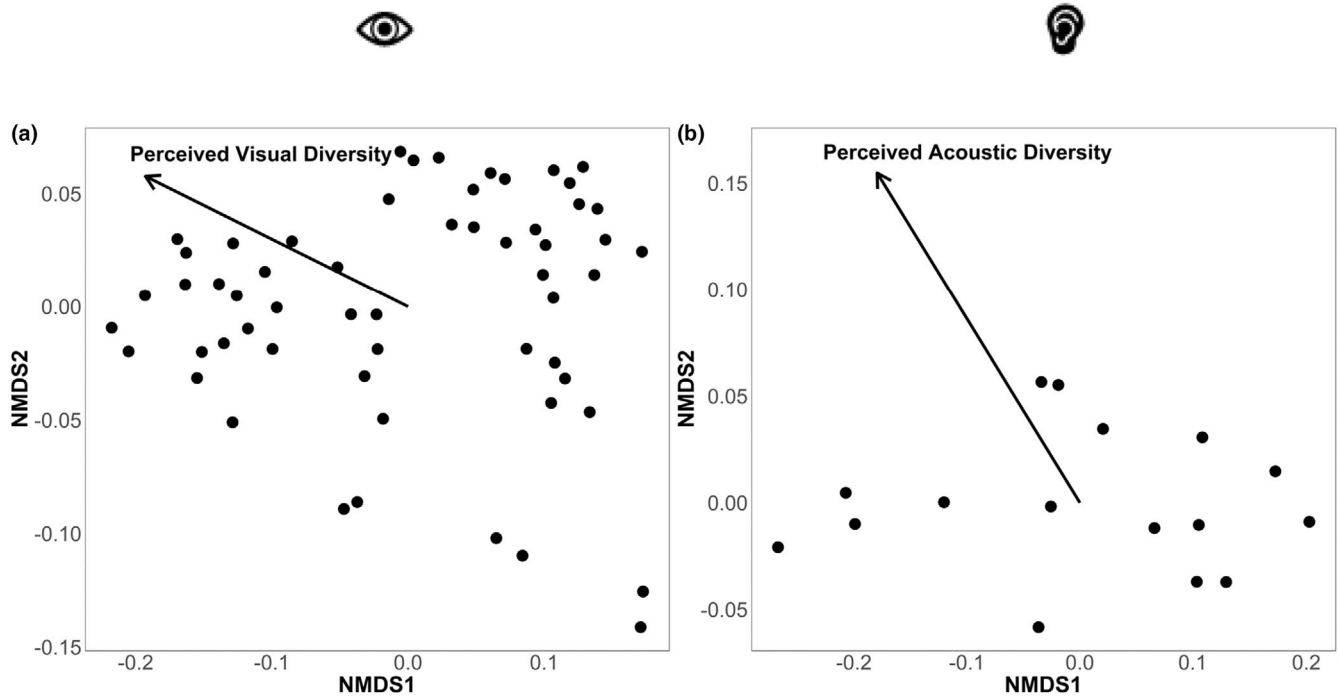 (a)
Perceived Visual Diversity
0.05
0.00
-0.05
-0.10
-0.15
NMDS2
-0.2
-0.1
0.0
0.1
NMDS1
(b)
Perceived Acoustic Diversity
0.15
0.10
0.05
0.00
-0.05
NMDS2
-0.2
-0.1
0.0
0.1
0.2
NMDS1